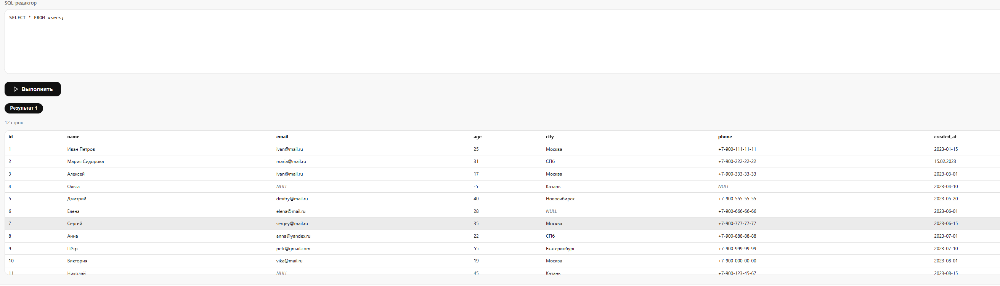 SQL-редактор
SELECT * FROM users;
Выполнить
Результат 1
12 строк
id name email age city phone created_at
1 Иван Петров ivan@mail.ru 25 Москва +7-900-111-11-11 2023-01-15
2 Мария Сидорова maria@mail.ru 31 СПб +7-900-222-22-22 15.02.2023
3 Алексей ivan@mail.ru 17 Москва +7-900-333-33-33 2023-03-01
4 Ольга NULL -5 Казань NULL 2023-04-10
5 Дмитрий dmitry@mail.ru 40 Новосибирск +7-900-555-55-55 2023-05-20
6 Елена elena@mail.ru 28 NULL +7-900-666-66-66 2023-06-01
7 Сергей sergey@mail.ru 35 Москва +7-900-777-77-77 2023-06-15
8 Анна anna@yandex.ru 22 СПб +7-900-888-88-88 2023-07-01
9 Пётр petr@gmail.com 55 Екатеринбург +7-900-999-99-99 2023-07-10
10 Виктория vika@mail.ru 19 Москва +7-900-000-00-00 2023-08-01
11 Николай NULL 45 Казань +7-900-123-45-67 2023-08-15